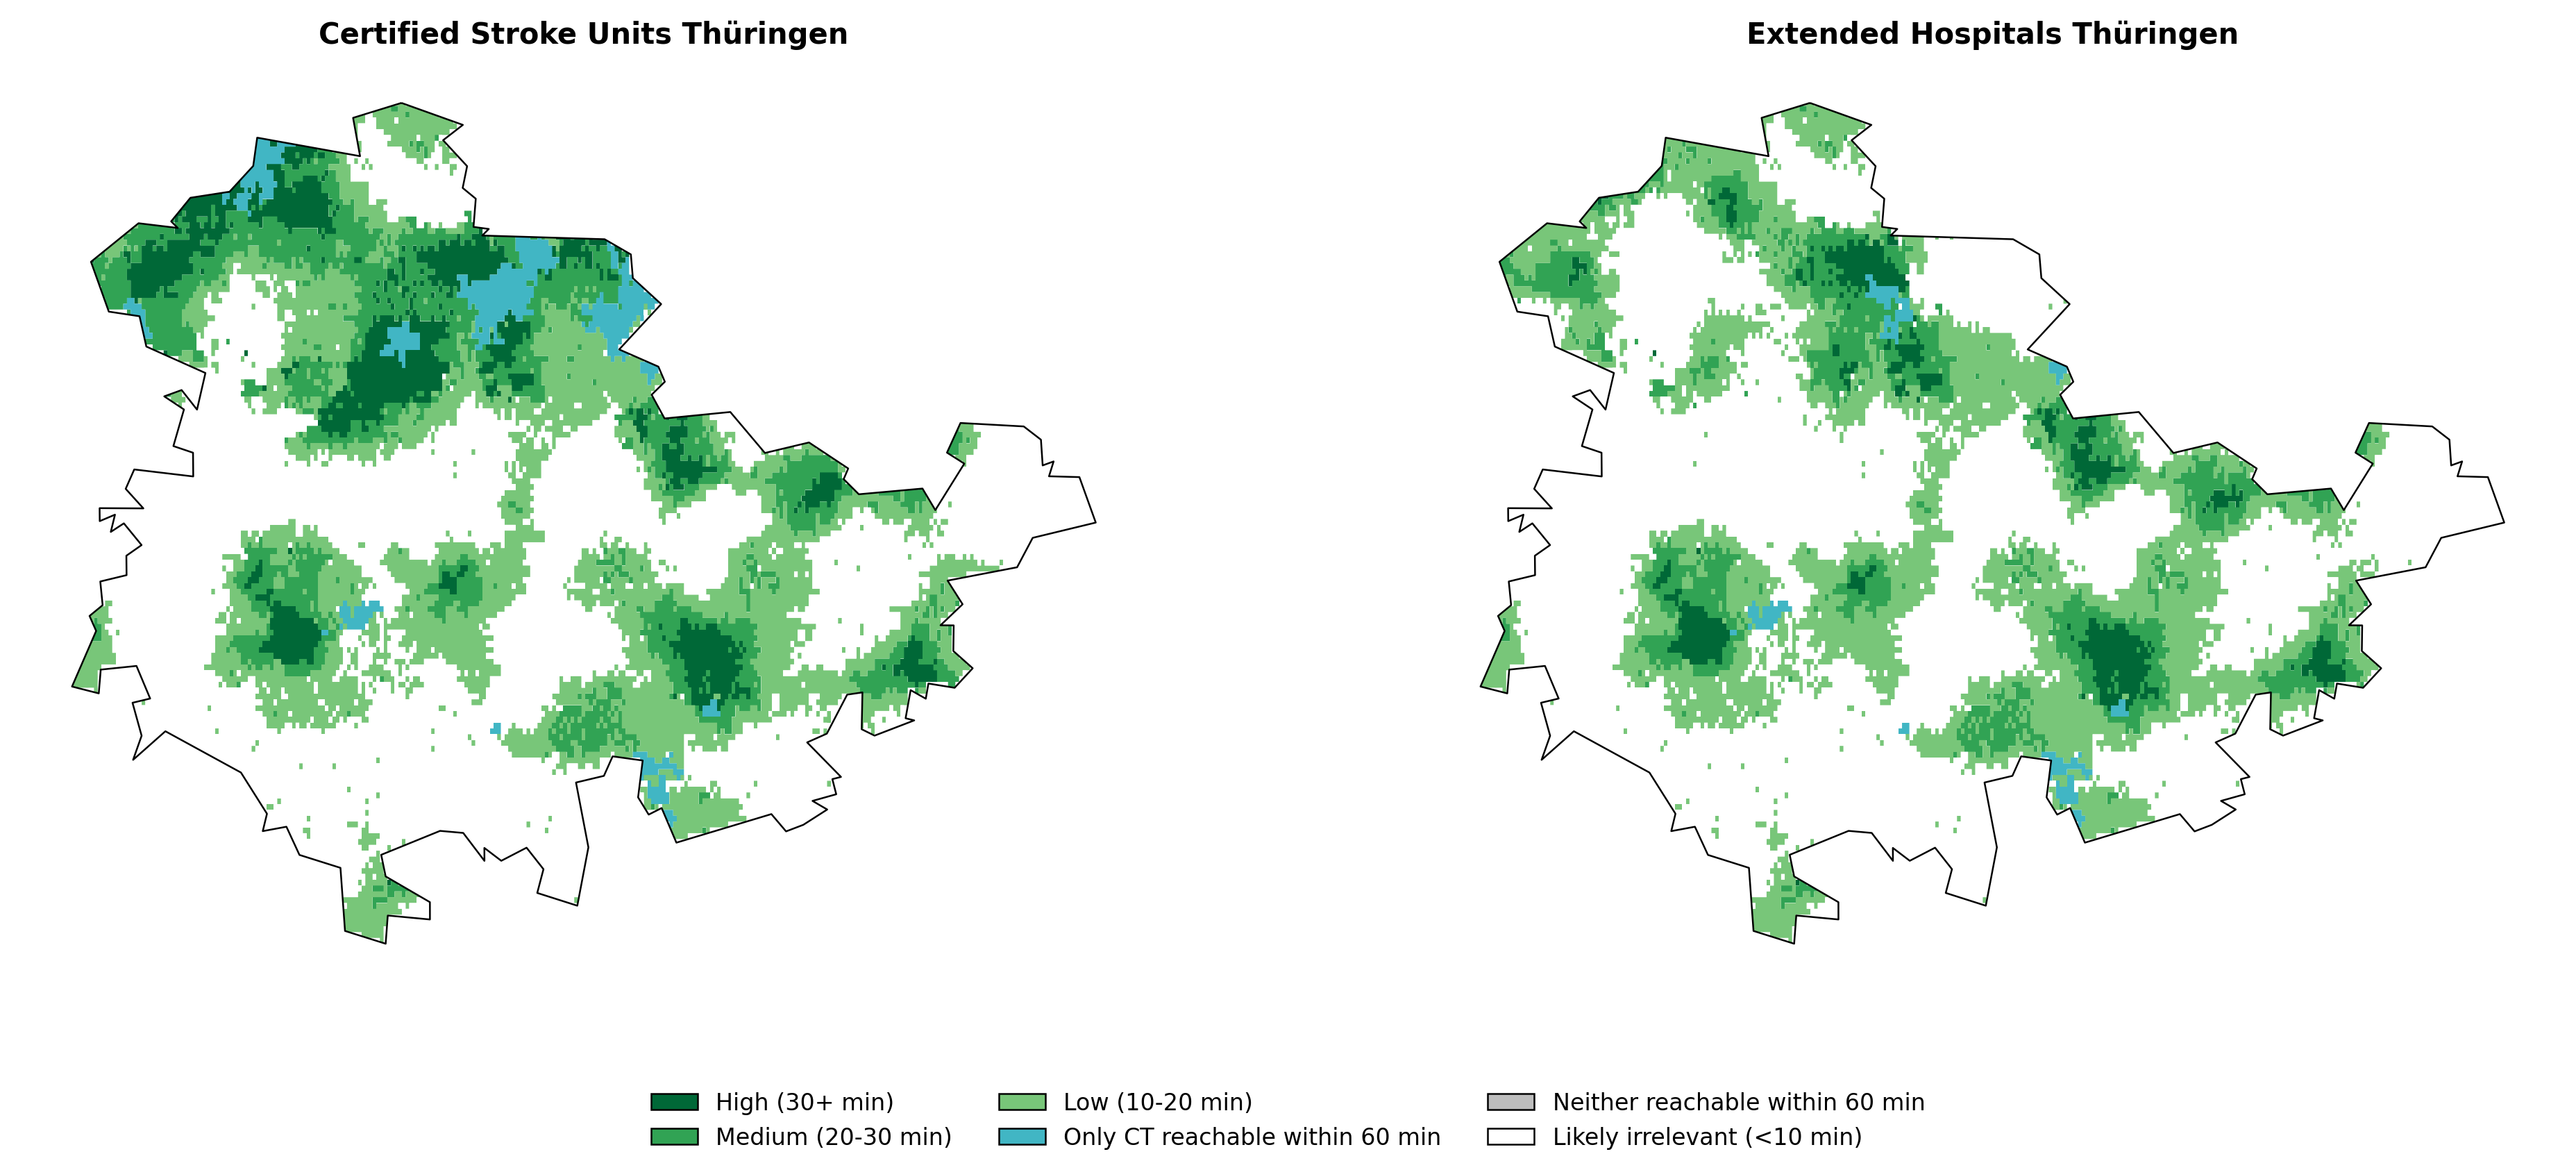 Certified Stroke Units Thüringen
Extended Hospitals Thüringen
High (30+ min)
Medium (20-30 min)
Low (10-20 min)
Only CT reachable within 60 min
Neither reachable within 60 min
Likely irrelevant (<10 min)